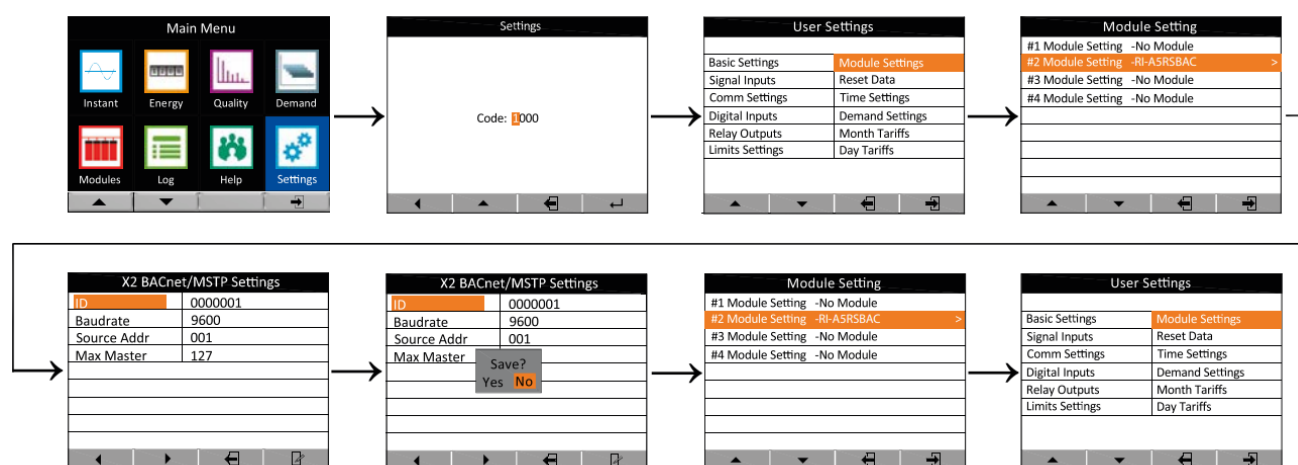 Main Menu
Instant Energy Quality Demand
Modules Log Help Settings
Settings
Code: 1000
User Settings
Basic Settings Module Settings
Signal Inputs Reset Data
Comm Settings Time Settings
Digital Inputs Demand Settings
Relay Outputs Month Tariffs
Limits Settings Day Tariffs
Module Setting
#1 Module Setting -No Module
#2 Module Setting -RI-A5RSBAC >
#3 Module Setting -No Module
#4 Module Setting -No Module
X2 BACnet/MSTP Settings
ID 0000001
Baudrate 9600
Source Addr 001
Max Master 127
X2 BACnet/MSTP Settings
ID 0000001
Baudrate 9600
Source Addr 001
Max Master
Save?
Yes No
Module Setting
#1 Module Setting -No Module
#2 Module Setting -RI-A5RSBAC >
#3 Module Setting -No Module
#4 Module Setting -No Module
User Settings
Basic Settings Module Settings
Signal Inputs Reset Data
Comm Settings Time Settings
Digital Inputs Demand Settings
Relay Outputs Month Tariffs
Limits Settings Day Tariffs